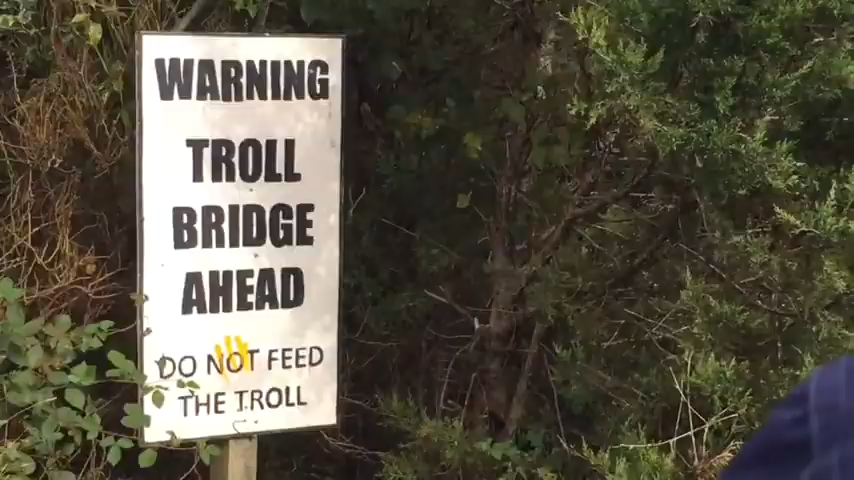 WARNING
TROLL
BRIDGE
AHEAD
DO NOT FEED
THE TROLL